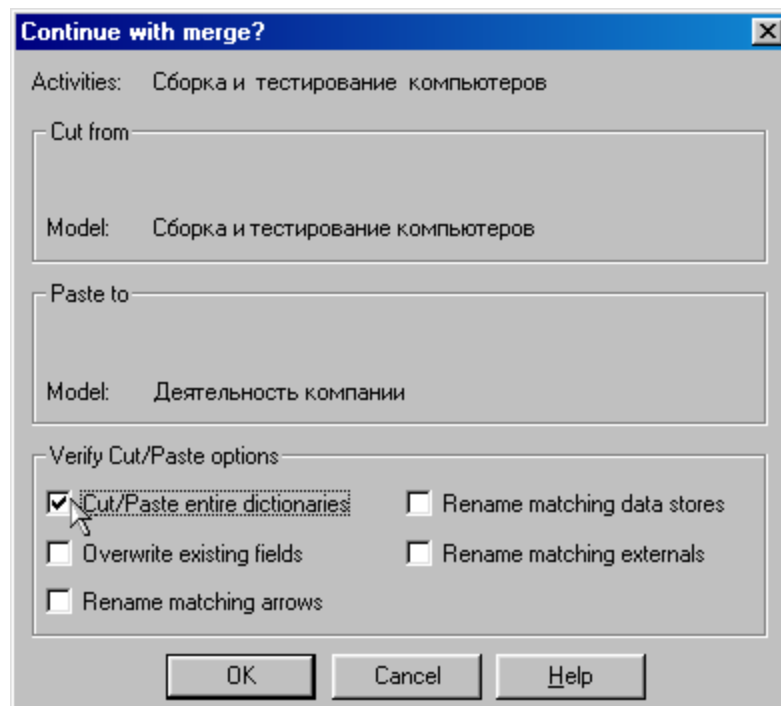 Continue with merge?
Activities: Сборка и тестирование компьютеров
Cut from
Model: Сборка и тестирование компьютеров
Paste to
Model: Деятельность компании
Verify Cut/Paste options
Cut/Paste entire dictionaries Rename matching data stores
Overwrite existing fields Rename matching externals
Rename matching arrows
OK Cancel Help